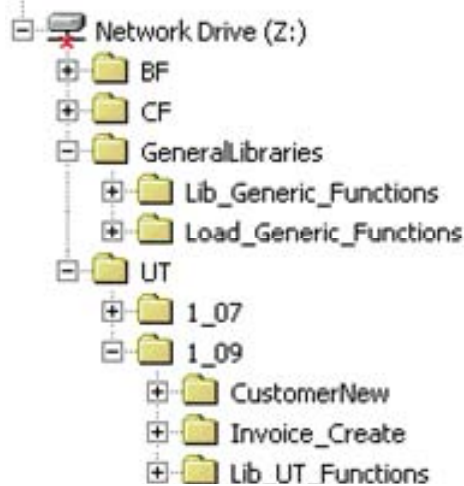 Network Drive (Z:)
BF
CF
GeneralLibraries
Lib_Generic_Functions
Load_Generic_Functions
UT
1_07
1_09
CustomerNew
Invoice_Create
Lib_UT_Functions